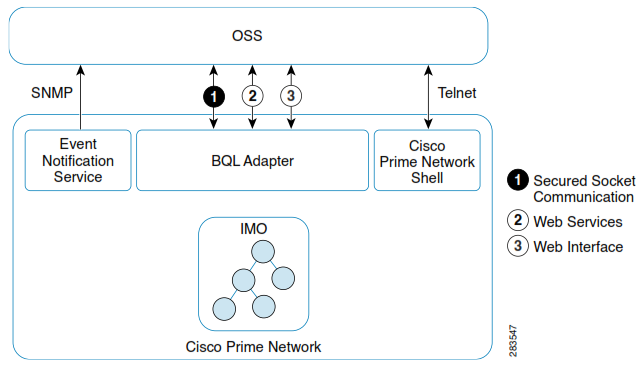 OSS
SNMP
1
2
3
Telnet
Event
Notification
Service
BQL Adapter
Cisco
Prime Network
Shell
1 Secured Socket
Communication
2 Web Services
3 Web Interface
IMO
Cisco Prime Network
283547